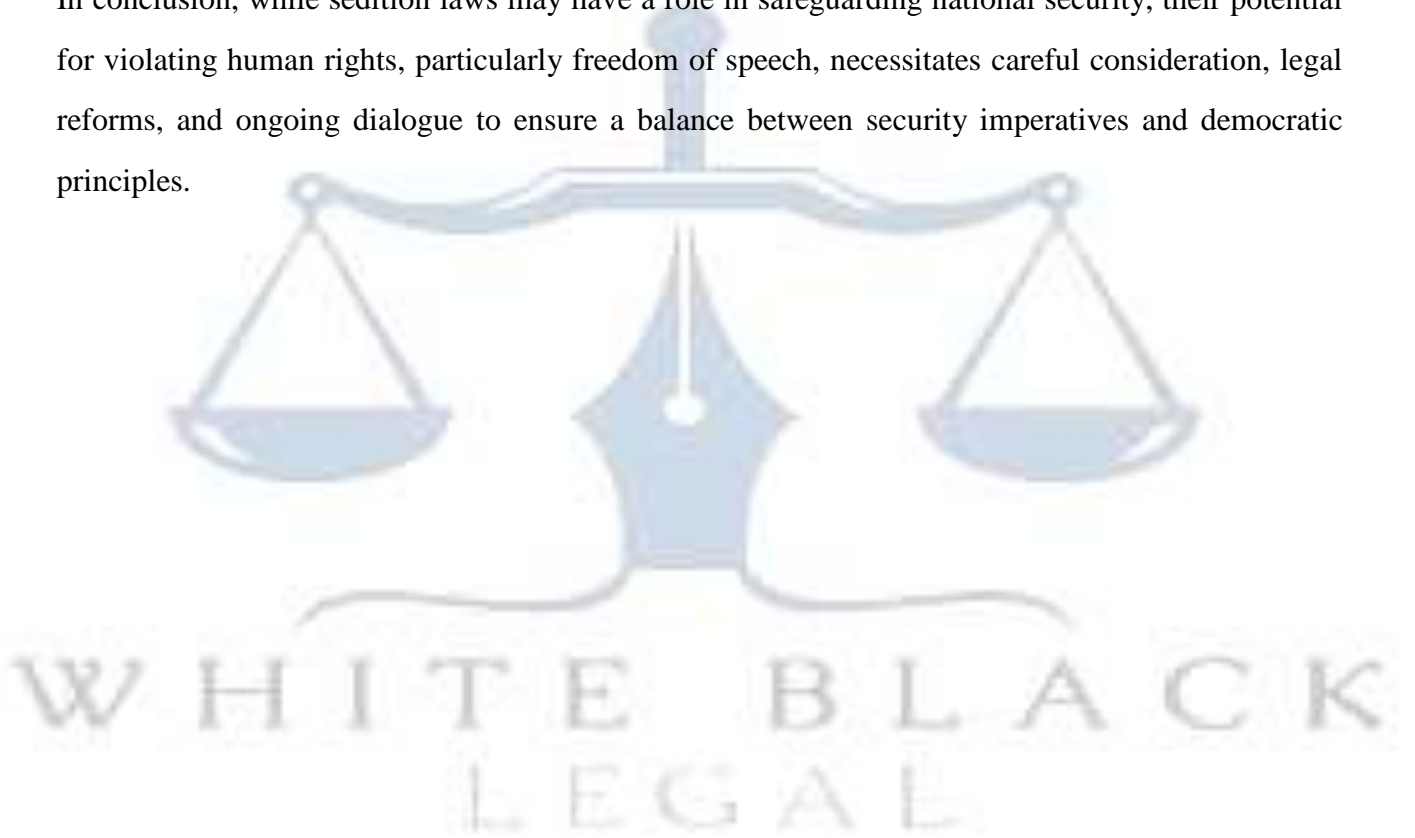 In conclusion, while sedition laws may have a role in safeguarding national security, their potential
for violating human rights, particularly freedom of speech, necessitates careful consideration, legal
reforms, and ongoing dialogue to ensure a balance between security imperatives and democratic
principles.
WHITE BLACK
LEGAL